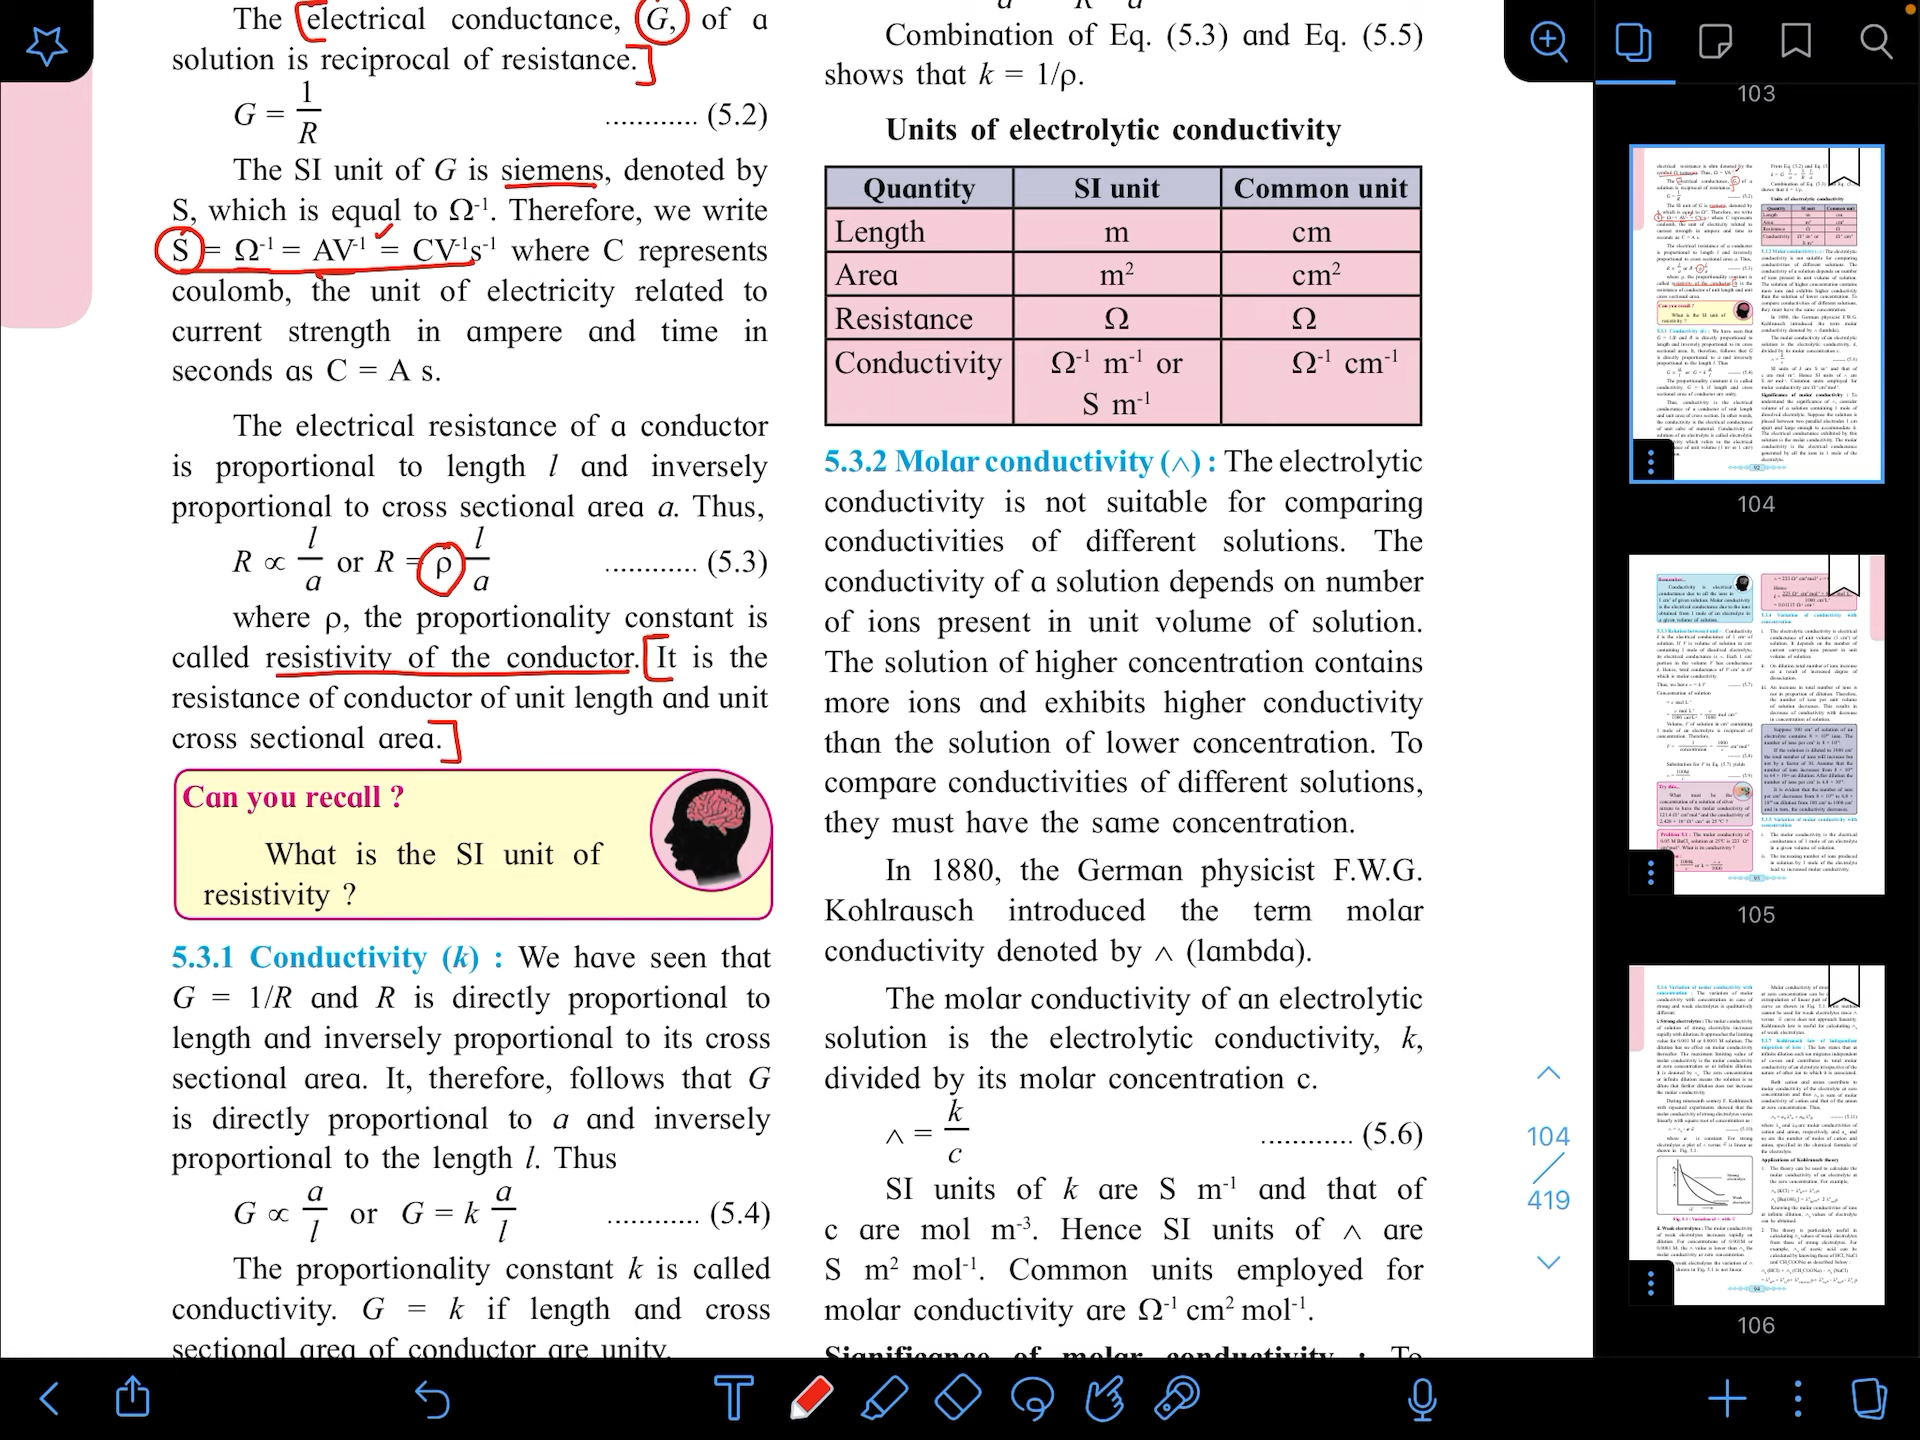 The electrical conductance, G, of a
solution is reciprocal of resistance.
G = 1/R ............ (5.2)
The SI unit of G is siemens, denoted by
S, which is equal to Ω⁻¹. Therefore, we write
S = Ω⁻¹ = AV⁻¹ = CV⁻¹s⁻¹ where C represents
coulomb, the unit of electricity related to
current strength in ampere and time in
seconds as C = A s.
The electrical resistance of a conductor
is proportional to length l and inversely
proportional to cross sectional area a. Thus,
R ∝ l/a or R = ρ l/a ............ (5.3)
where ρ, the proportionality constant is
called resistivity of the conductor. It is the
resistance of conductor of unit length and unit
cross sectional area.
Can you recall ?
What is the SI unit of
resistivity ?
5.3.1 Conductivity (k) : We have seen that
G = 1/R and R is directly proportional to
length and inversely proportional to its cross
sectional area. It, therefore, follows that G
is directly proportional to a and inversely
proportional to the length l. Thus
G ∝ a/l or G = k a/l ............ (5.4)
The proportionality constant k is called
conductivity. G = k if length and cross
sectional area of conductor are unity.
Combination of Eq. (5.3) and Eq. (5.5)
shows that k = 1/ρ.
Units of electrolytic conductivity
Quantity SI unit Common unit
Length m cm
Area m² cm²
Resistance Ω Ω
Conductivity Ω⁻¹ m⁻¹ or Ω⁻¹ cm⁻¹
S m⁻¹
5.3.2 Molar conductivity (∧) : The electrolytic
conductivity is not suitable for comparing
conductivities of different solutions. The
conductivity of a solution depends on number
of ions present in unit volume of solution.
The solution of higher concentration contains
more ions and exhibits higher conductivity
than the solution of lower concentration. To
compare conductivities of different solutions,
they must have the same concentration.
In 1880, the German physicist F.W.G.
Kohlrausch introduced the term molar
conductivity denoted by ∧ (lambda).
The molar conductivity of an electrolytic
solution is the electrolytic conductivity, k,
divided by its molar concentration c.
∧ = k/c ............ (5.6)
SI units of k are S m⁻¹ and that of
c are mol m⁻³. Hence SI units of ∧ are
S m² mol⁻¹. Common units employed for
molar conductivity are Ω⁻¹ cm² mol⁻¹.
Significance of molar conductivity : To
104
419
103
104
105
106
T